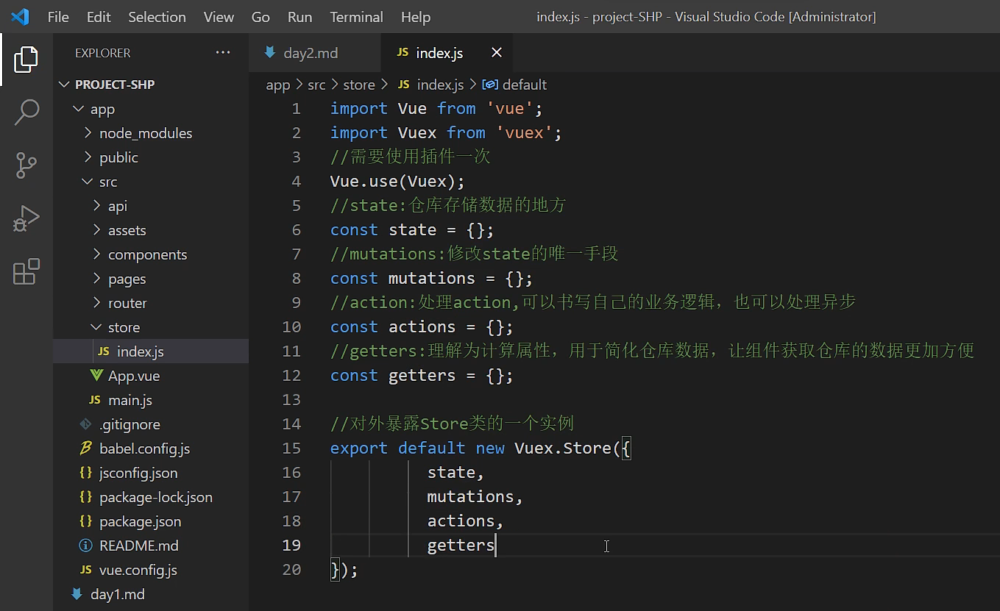 File Edit Selection View Go Run Terminal Help
index.js - project-SHP - Visual Studio Code [Administrator]
EXPLORER ...
PROJECT-SHP
app
node_modules
public
src
api
assets
components
pages
router
store
JS index.js
App.vue
JS main.js
.gitignore
babel.config.js
{} jsconfig.json
{} package-lock.json
{} package.json
README.md
JS vue.config.js
day1.md
day2.md
JS index.js
app > src > store > JS index.js > default
1 import Vue from 'vue';
2 import Vuex from 'vuex';
3 //需要使用插件一次
4 Vue.use(Vuex);
5 //state:仓库存储数据的地方
6 const state = {};
7 //mutations:修改state的唯一手段
8 const mutations = {};
9 //action:处理action,可以书写自己的业务逻辑，也可以处理异步
10 const actions = {};
11 //getters:理解为计算属性，用于简化仓库数据，让组件获取仓库的数据更加方便
12 const getters = {};
13
14 //对外暴露Store类的一个实例
15 export default new Vuex.Store({
16 state,
17 mutations,
18 actions,
19 getters
20 });